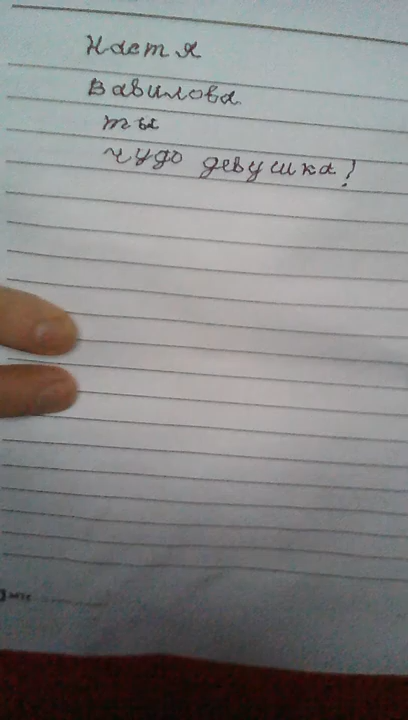 Настя
Вавилова
ты
чудо девушка!